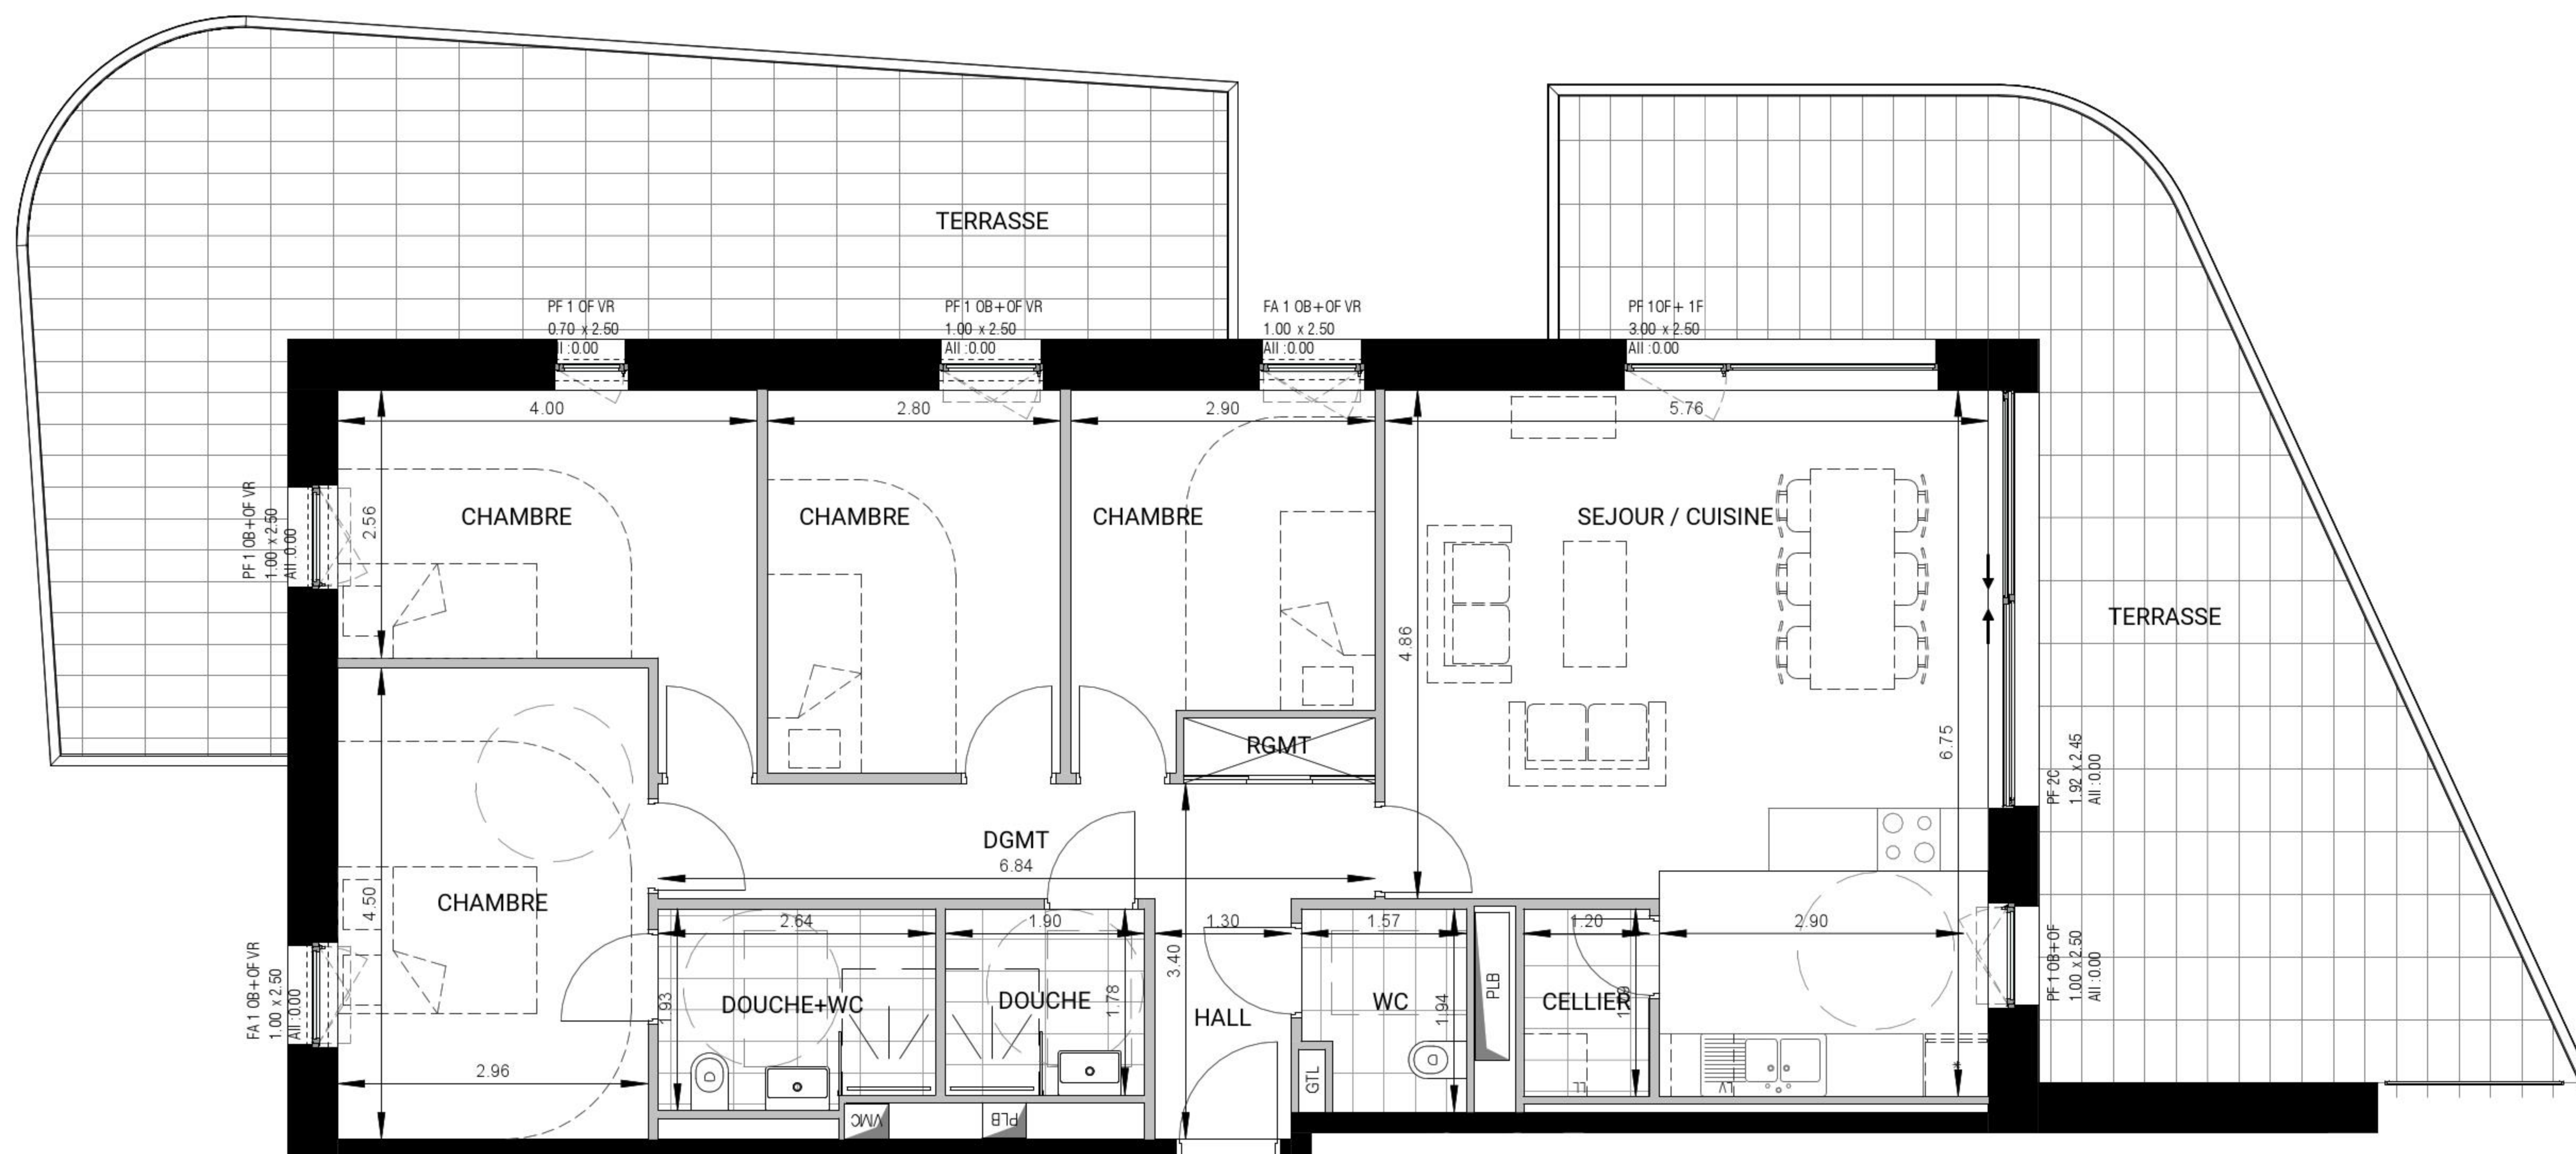 TERRASSE
PF 1 OF VR
0.70 x 2.50
ll :0.00
PF 1 OB+OF VR
1.00 x 2.50
All :0.00
FA 1 OB+OF VR
1.00 x 2.50
All :0.00
PF 1OF+ 1F
3.00 x 2.50
All :0.00
4.00
2.80
2.90
5.76
PF 1 OB+OF VR
1.00 x 2.50
All :0.00
2.56
CHAMBRE
CHAMBRE
CHAMBRE
SEJOUR / CUISINE
TERRASSE
4.86
6.75
RGMT
PF 2C
1.92 x 2.45
All :0.00
DGMT
6.84
CHAMBRE
4.50
2.64
1.90
1.30
1.57
1.20
2.90
FA 1 OB+OF VR
1.00 x 2.50
All :0.00
1.93
DOUCHE+WC
DOUCHE
1.78
3.40
HALL
WC
1.94
PLB
CELLIER
PF 1 OB+OF
1.00 x 2.50
All :0.00
2.96
GTL
LL
LV
VMC
PLB